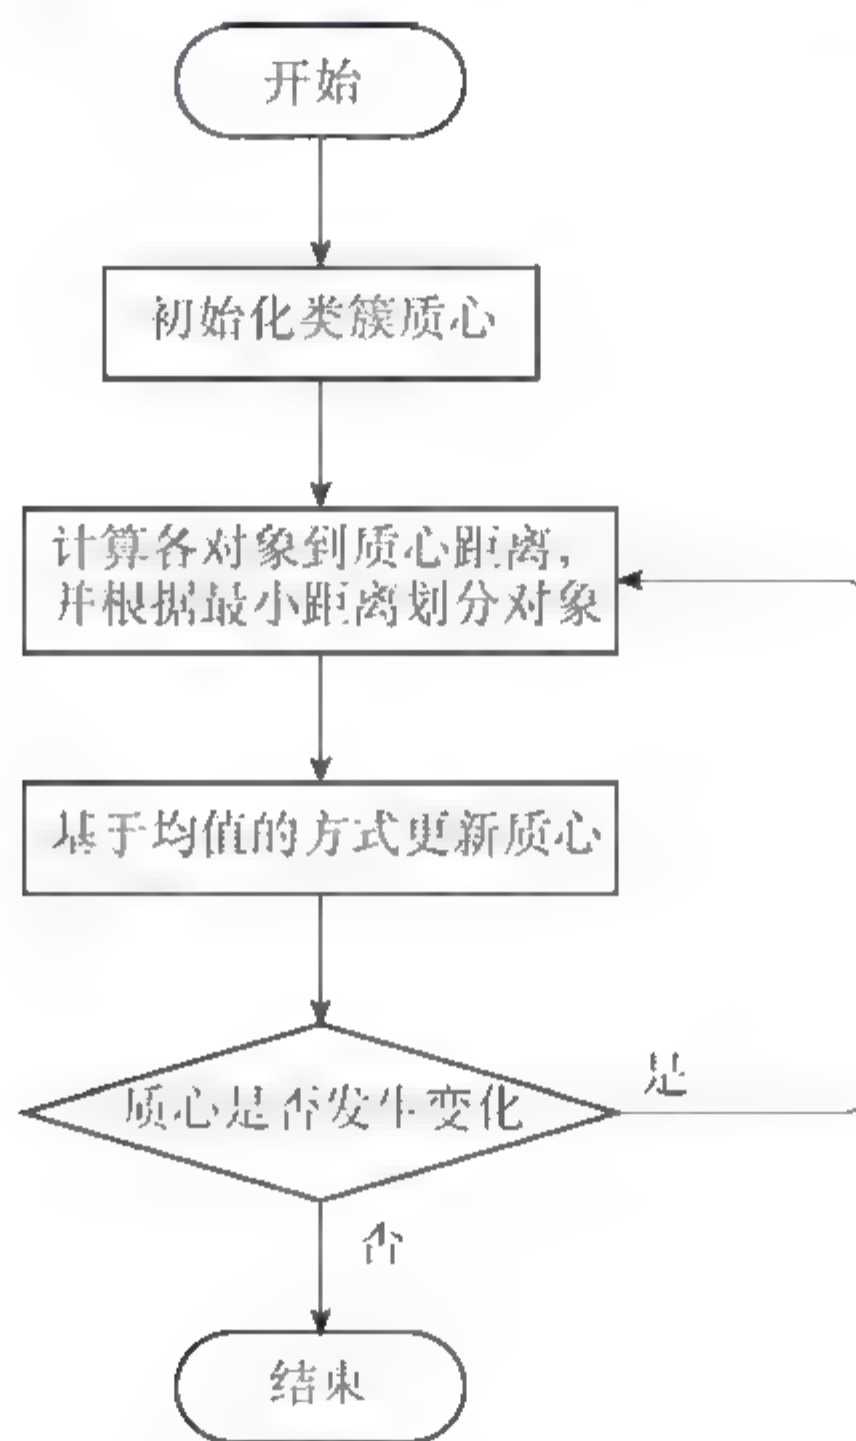 开始
初始化类簇质心
计算各对象到质心距离，
并根据最小距离划分对象
基于均值的方式更新质心
质心是否发生变化
是
否
结束